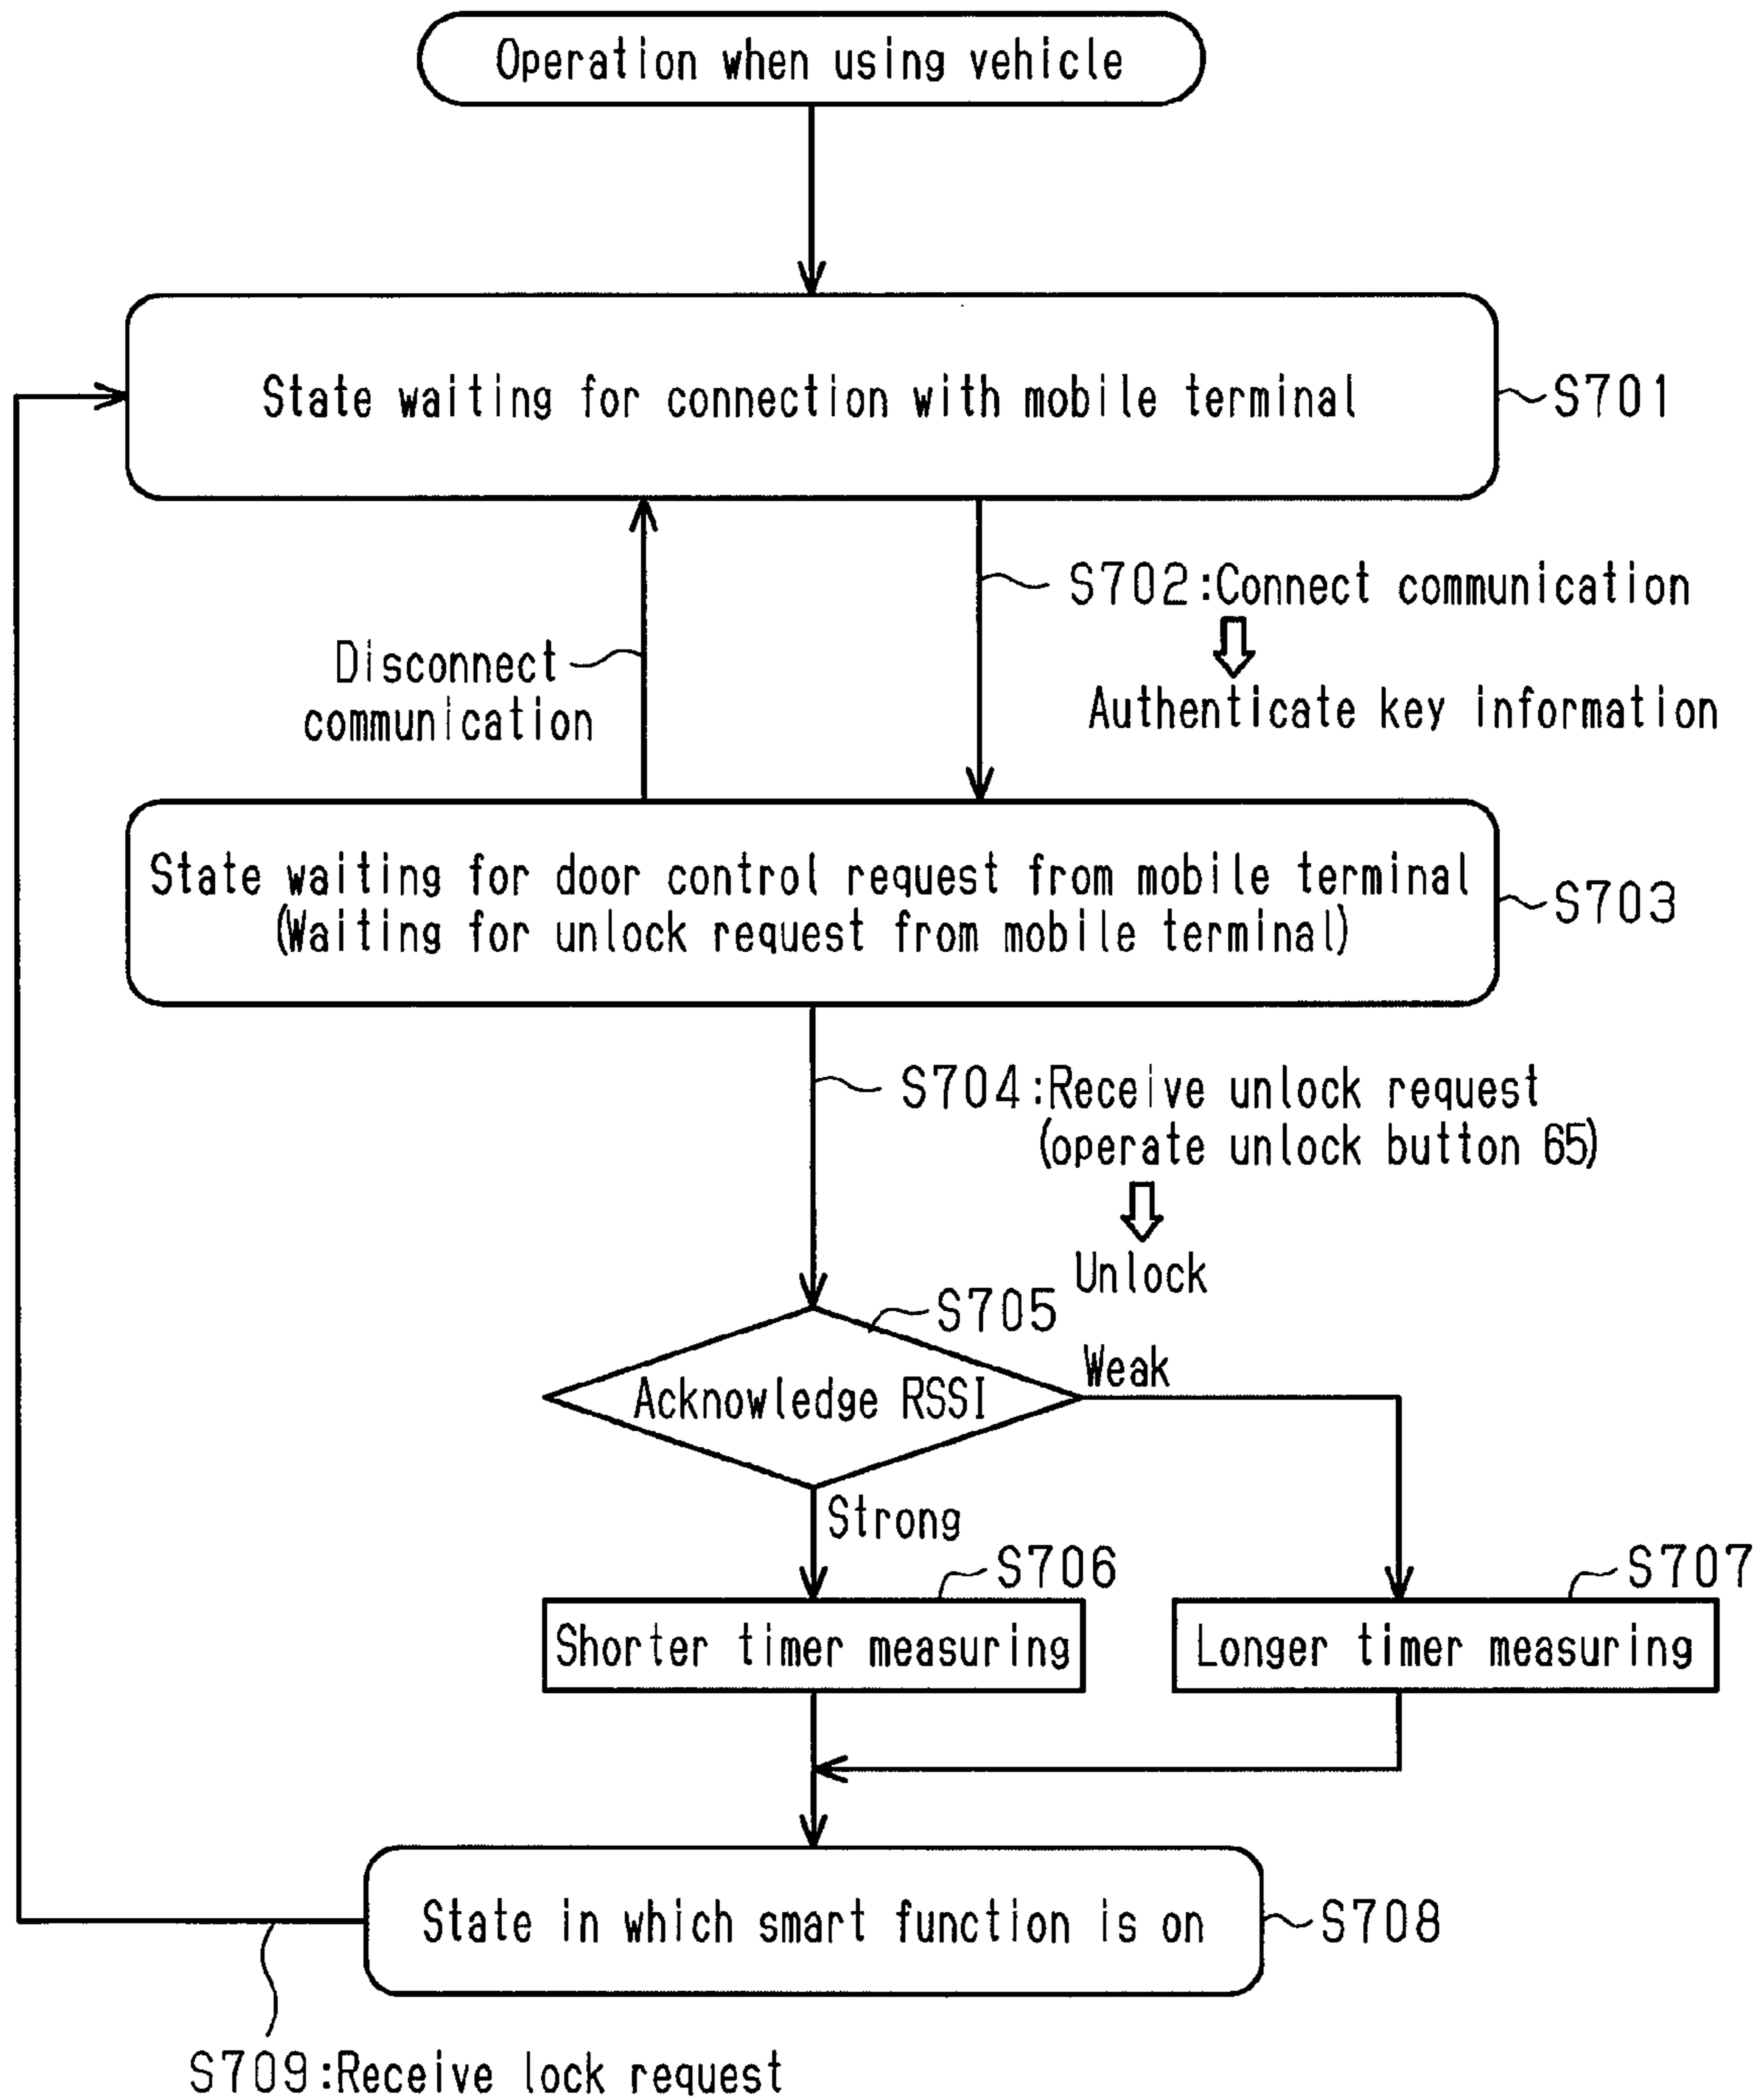 Operation when using vehicle
State waiting for connection with mobile terminal
S701
S702:Connect communication
Authenticate key information
Disconnect
communication
State waiting for door control request from mobile terminal
(Waiting for unlock request from mobile terminal)
S703
S704:Receive unlock request
(operate unlock button 65)
Unlock
S705
Acknowledge RSSI
Weak
Strong
S706
S707
Shorter timer measuring
Longer timer measuring
State in which smart function is on
S708
S709:Receive lock request